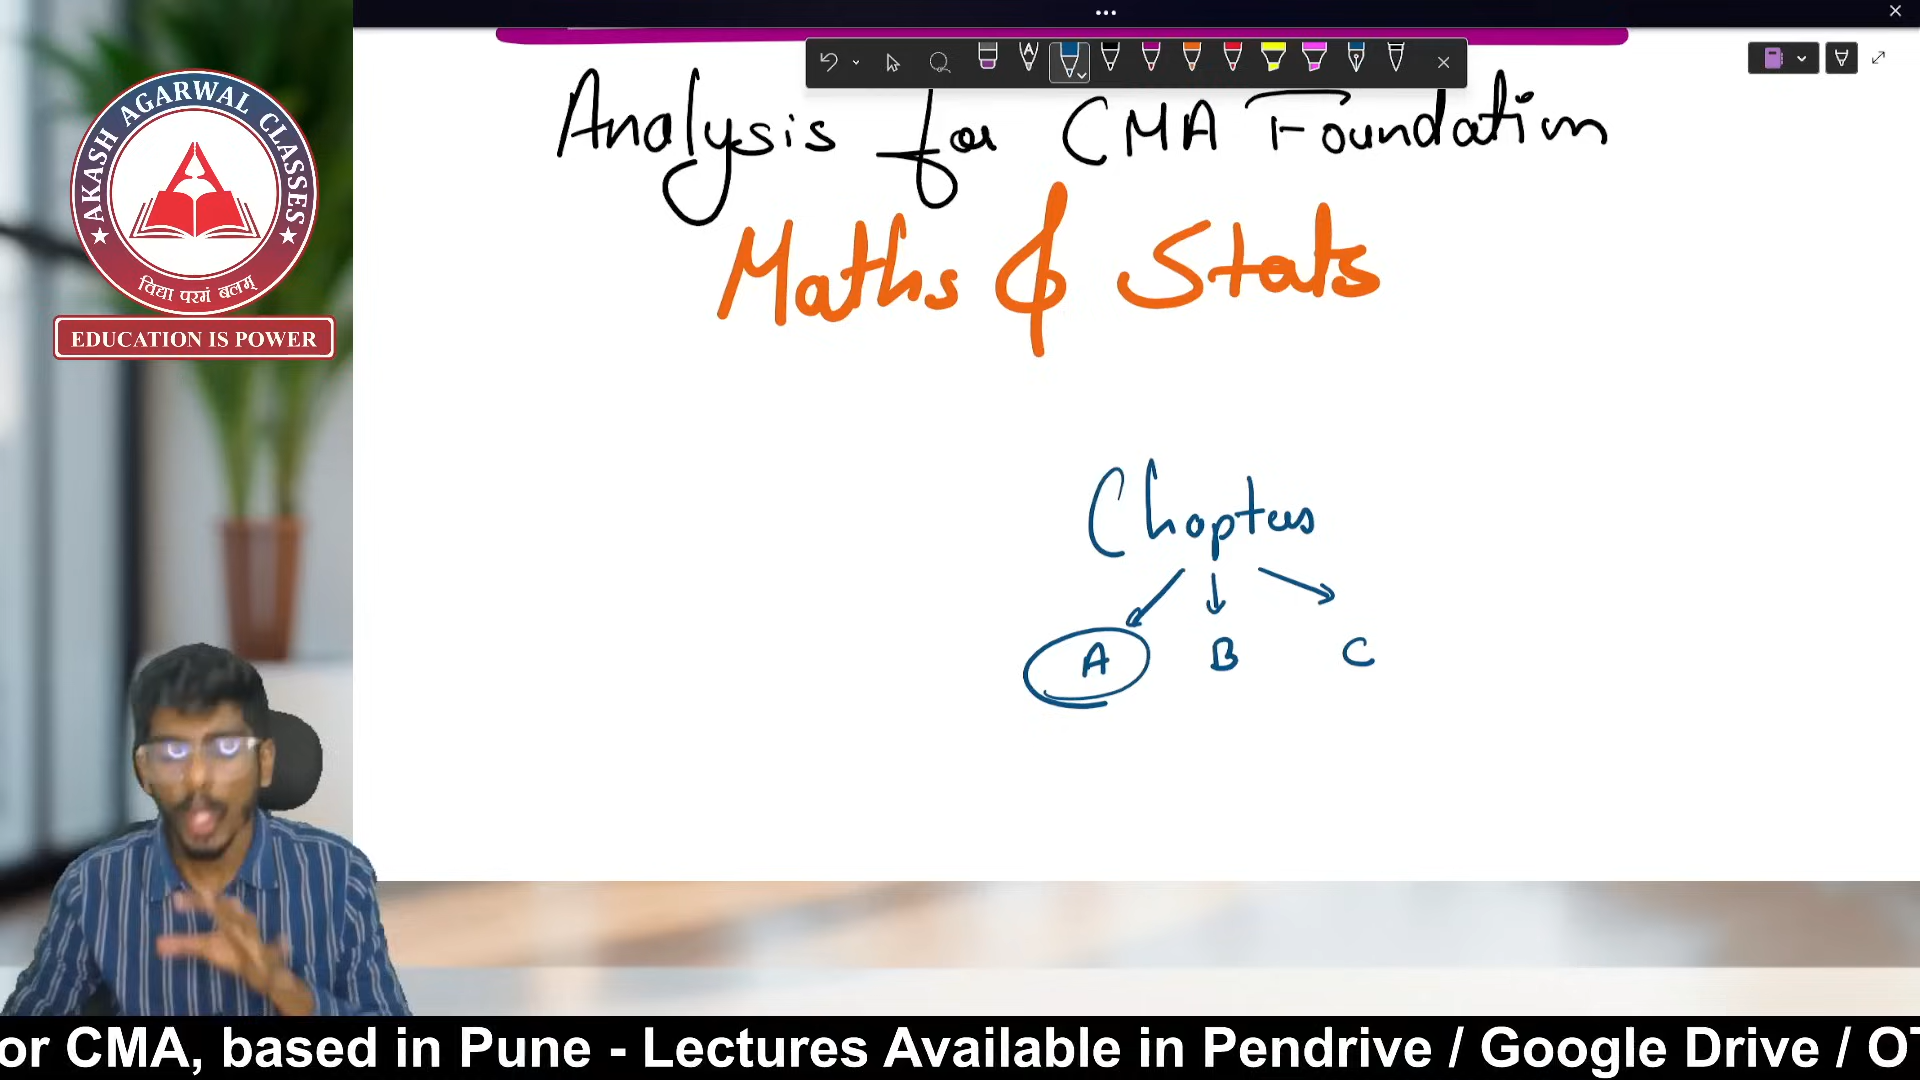 AKASH AGARWAL CLASSES
विद्या परमं बलम्
EDUCATION IS POWER
Analysis for CMA Foundation
Maths & Stats
Chapters
A B C
or CMA, based in Pune - Lectures Available in Pendrive / Google Drive / OT